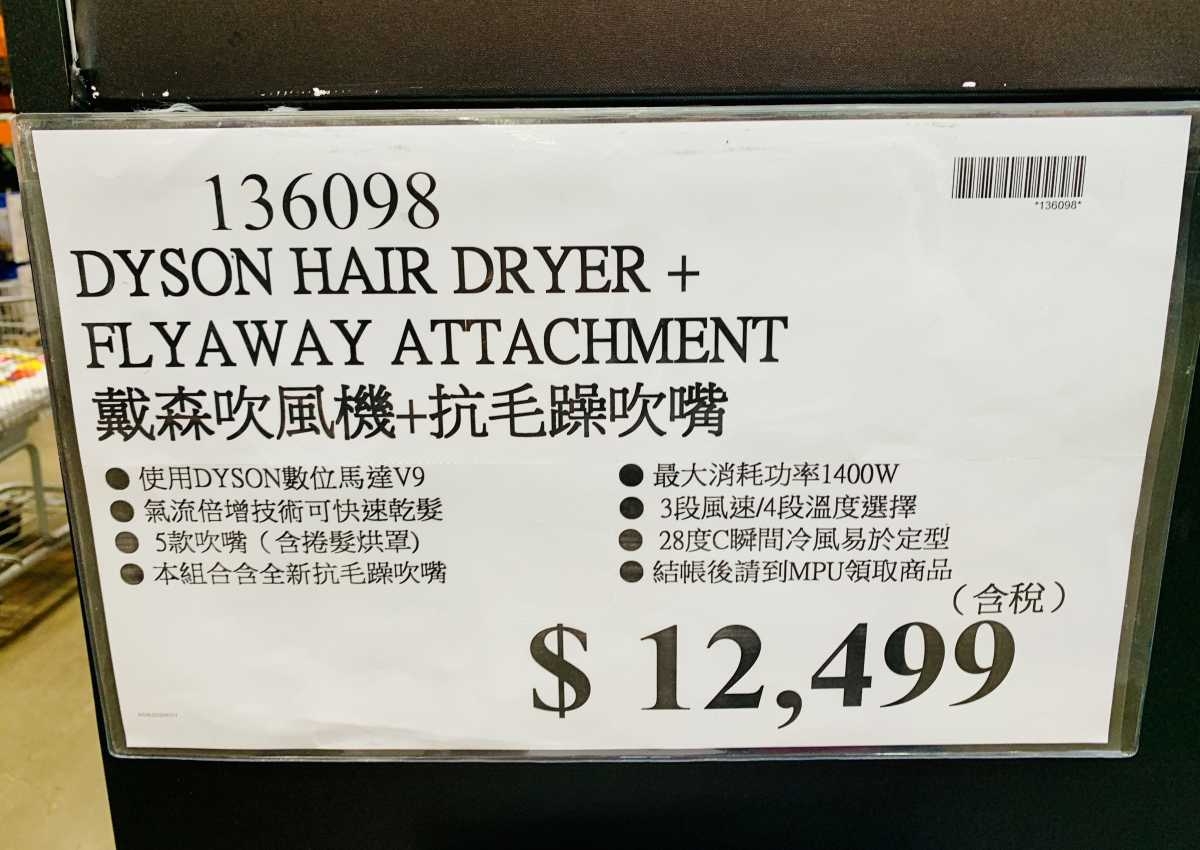 *136098*
136098
DYSON HAIR DRYER +
FLYAWAY ATTACHMENT
戴森吹風機+抗毛躁吹嘴
●使用DYSON數位馬達V9
●氣流倍增技術可快速乾髮
●5款吹嘴（含捲髮烘罩)
●本組合含全新抗毛躁吹嘴
●最大消耗功率1400W
●3段風速/4段溫度選擇
●28度C瞬間冷風易於定型
●結帳後請到MPU領取商品
（含稅）
$ 12,499